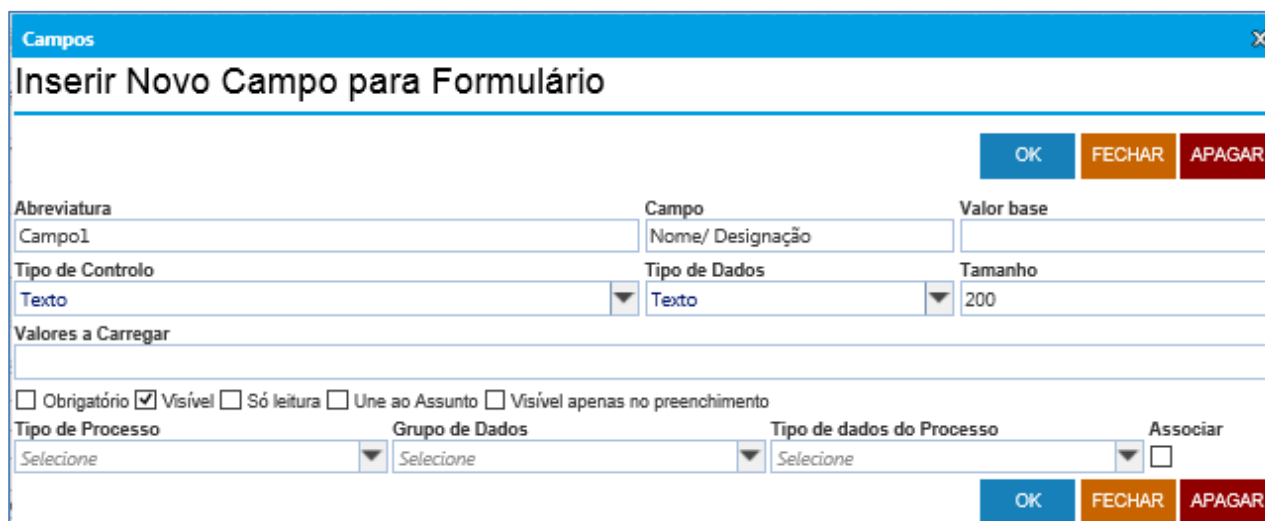 Campos
Inserir Novo Campo para Formulário
OK FECHAR APAGAR
Abreviatura Campo Valor base
Campo1 Nome/ Designação
Tipo de Controlo Tipo de Dados Tamanho
Texto Texto 200
Valores a Carregar
Obrigatório Visível Só leitura Une ao Assunto Visível apenas no preenchimento
Tipo de Processo Grupo de Dados Tipo de dados do Processo Associar
Selecione Selecione Selecione
OK FECHAR APAGAR